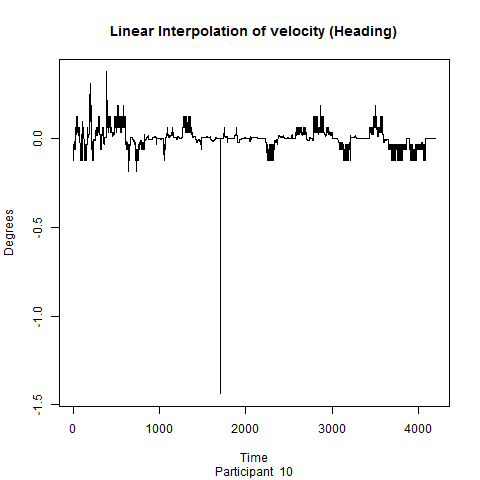 Linear Interpolation of velocity (Heading)
0.0
-0.5
-1.0
-1.5
Degrees
0 1000 2000 3000 4000
Time
Participant 10